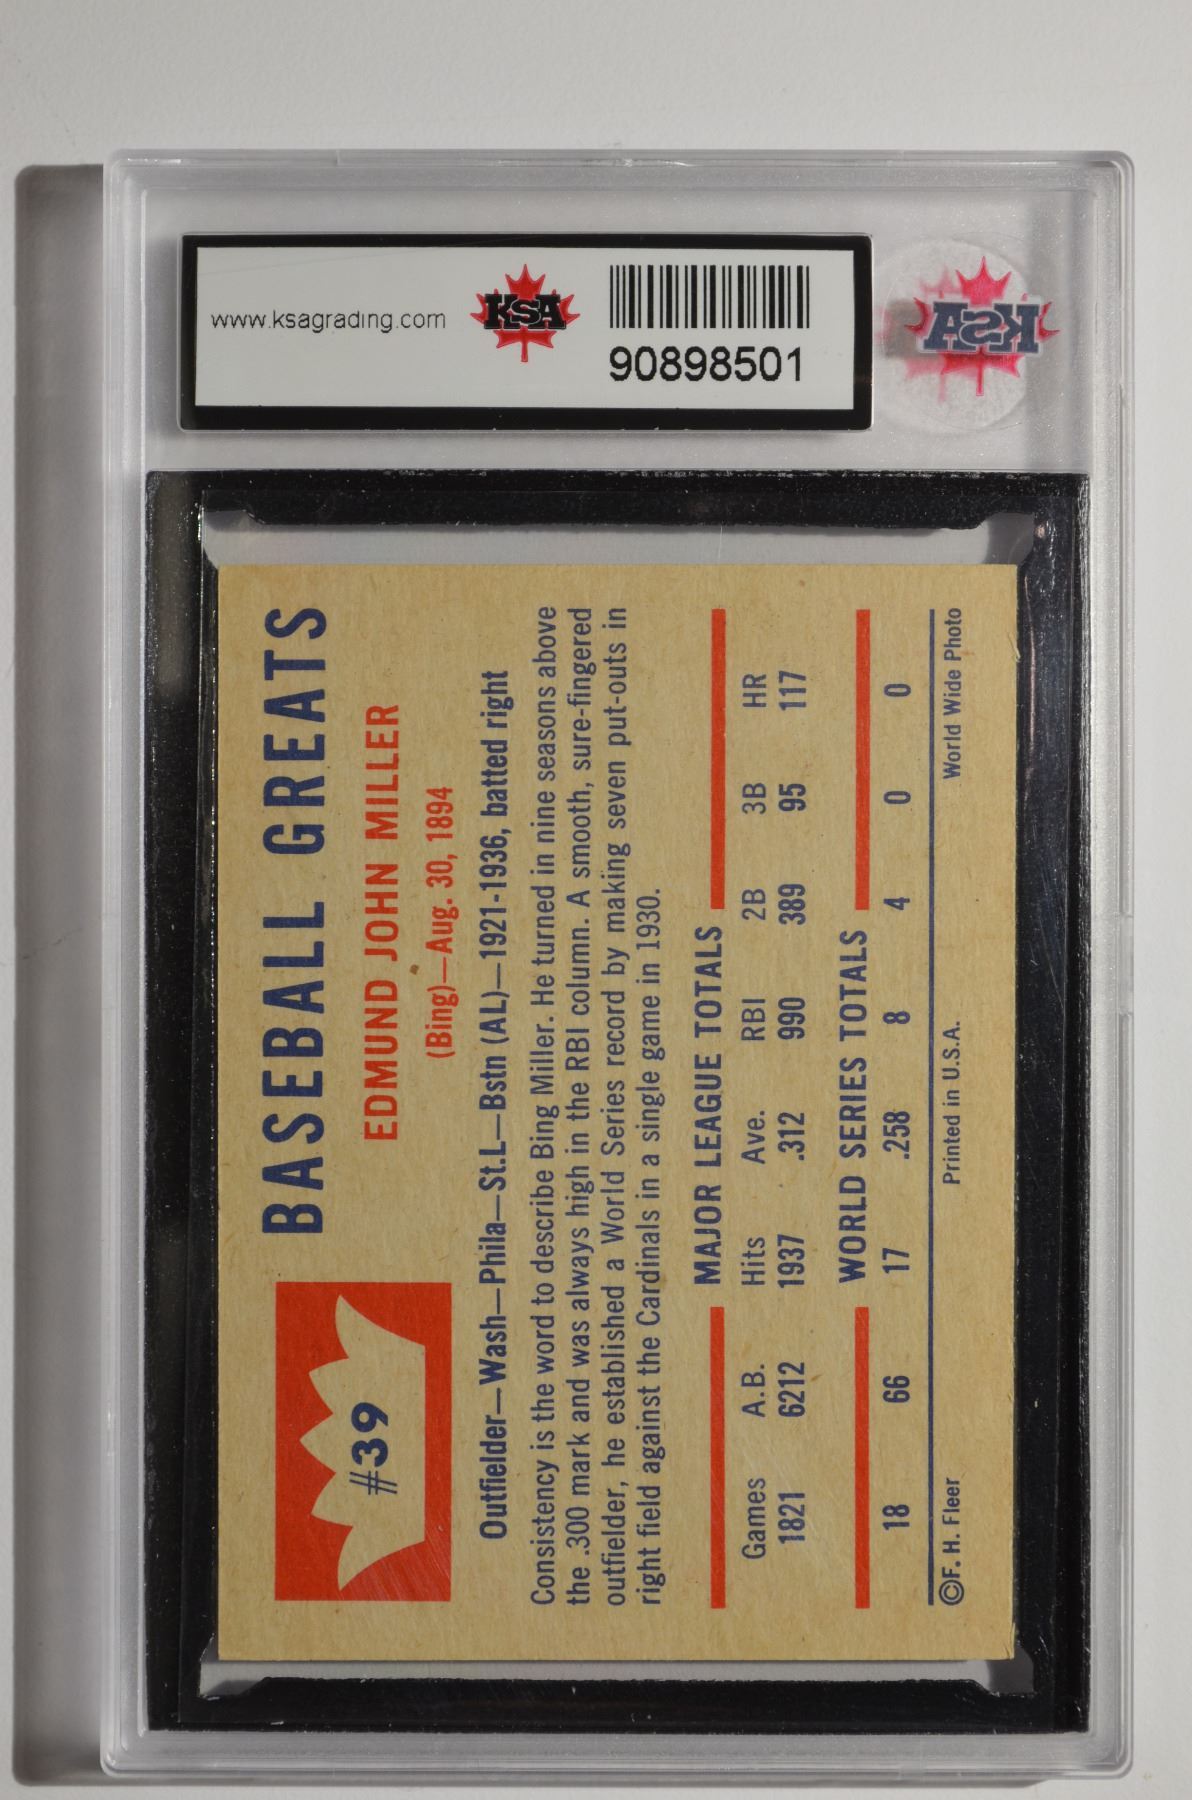 www.ksagrading.com
KSA
90898501
KSA
#39
BASEBALL GREATS
EDMUND JOHN MILLER
(Bing)—Aug. 30, 1894
Outfielder—Wash—Phila—St.L—Bstn (AL)—1921-1936, batted right
Consistency is the word to describe Bing Miller. He turned in nine seasons above
the .300 mark and was always high in the RBI column. A smooth, sure-fingered
outfielder, he established a World Series record by making seven put-outs in
right field against the Cardinals in a single game in 1930.
MAJOR LEAGUE TOTALS
Games A.B. Hits Ave. RBI 2B 3B HR
1821 6212 1937 .312 990 389 95 117
WORLD SERIES TOTALS
18 66 17 .258 8 4 0 0
©F. H. Fleer Printed in U.S.A. World Wide Photo